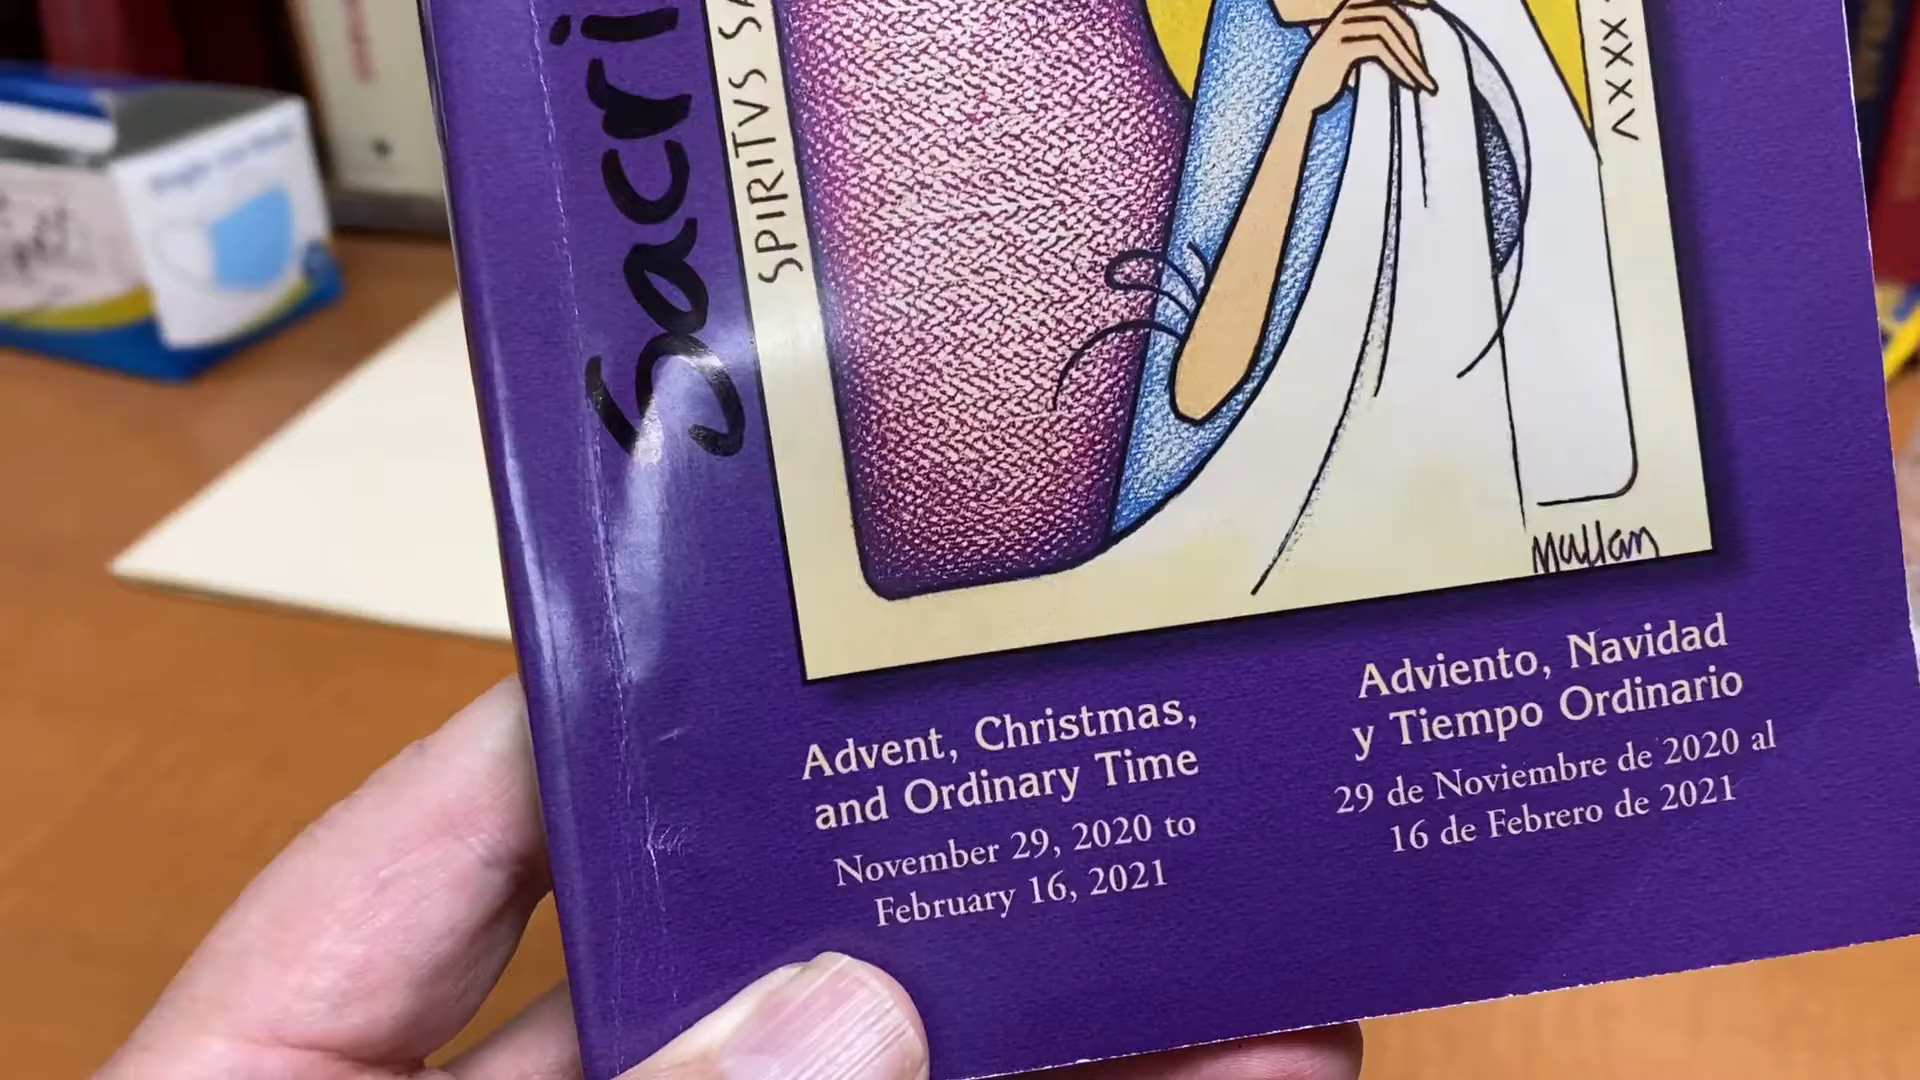 Sacri
SPIRITVS SA
XXXV
Mullan
Advent, Christmas,
and Ordinary Time
November 29, 2020 to
February 16, 2021
Adviento, Navidad
y Tiempo Ordinario
29 de Noviembre de 2020 al
16 de Febrero de 2021